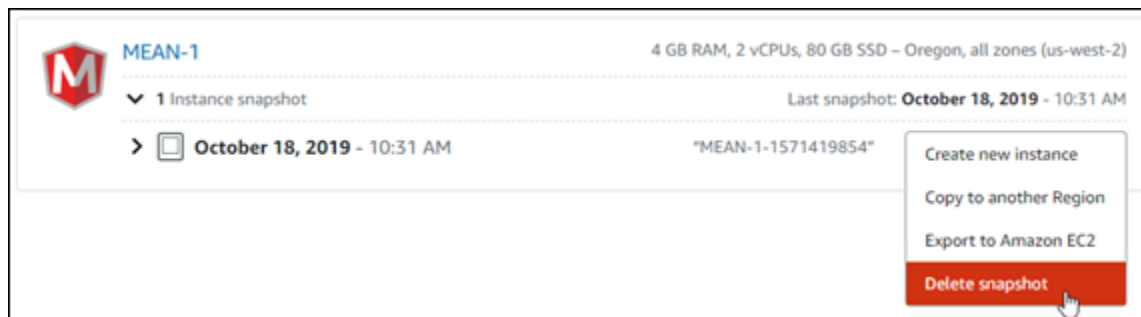 M
MEAN-1
4 GB RAM, 2 vCPUs, 80 GB SSD – Oregon, all zones (us-west-2)
1 Instance snapshot
Last snapshot: October 18, 2019 - 10:31 AM
October 18, 2019 - 10:31 AM
"MEAN-1-1571419854"
Create new instance
Copy to another Region
Export to Amazon EC2
Delete snapshot